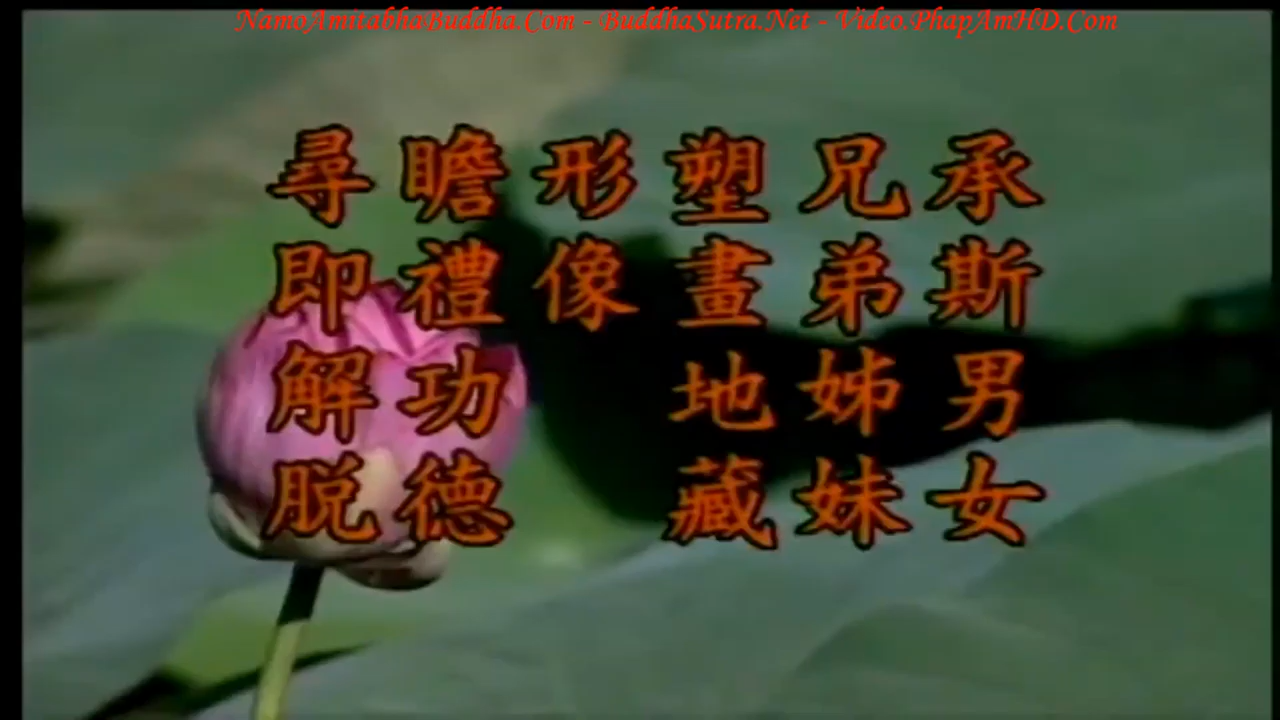 NamoAmitabhaBuddha.Com - BuddhaSutra.Net - Video.PhapAmHD.Com
承斯男女
兄弟姊妹
塑畫地藏
形像
瞻禮功德
尋即解脫